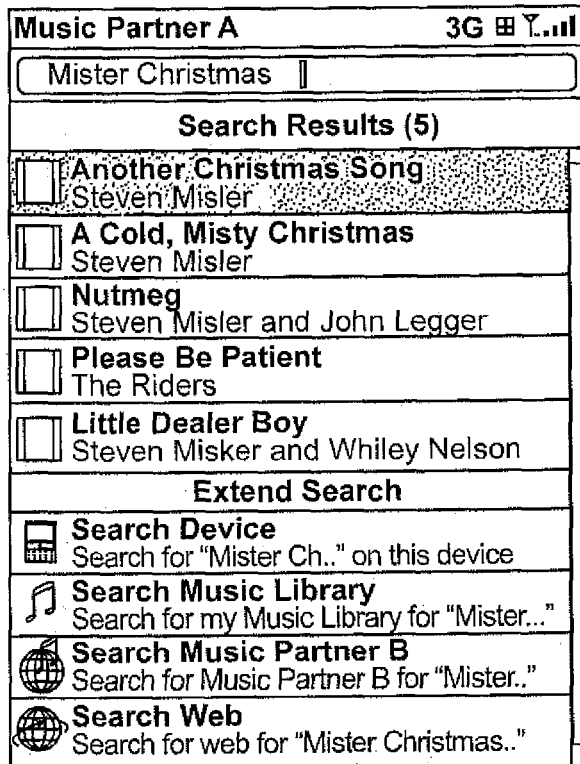 Music Partner A 3G
Mister Christmas
Search Results (5)
Another Christmas Song
Steven Misler
A Cold, Misty Christmas
Steven Misler
Nutmeg
Steven Misler and John Legger
Please Be Patient
The Riders
Little Dealer Boy
Steven Misker and Whiley Nelson
Extend Search
Search Device
Search for "Mister Ch.." on this device
Search Music Library
Search for my Music Library for "Mister..."
Search Music Partner B
Search for Music Partner B for "Mister.."
Search Web
Search for web for "Mister Christmas.."